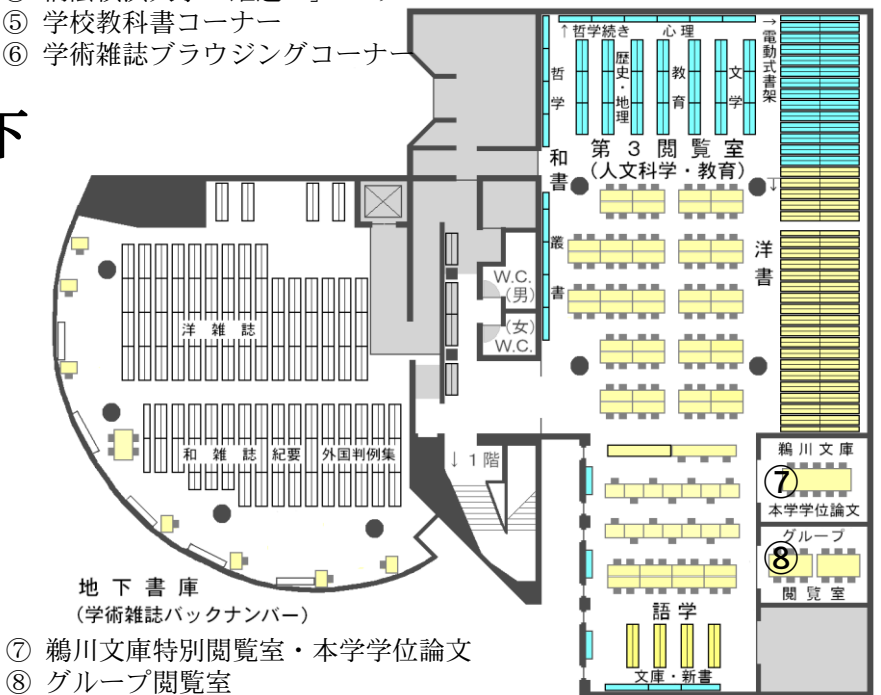 ⑤ 学校教科書コーナー
⑥ 学術雑誌ブラウジングコーナー
下
↑哲学続き 心理
→電動式書架
哲学
歴史・地理
教育
文学
和書
第3閲覧室
(人文科学・教育)
叢書
洋書
W.C.
(男)
(女)
W.C.
洋雑誌
和雑誌 紀要 外国判例集
↓1階
鵜川文庫
⑦
本学学位論文
グループ
⑧
閲覧室
語学
文庫・新書
地下書庫
(学術雑誌バックナンバー)
⑦ 鵜川文庫特別閲覧室・本学学位論文
⑧ グループ閲覧室